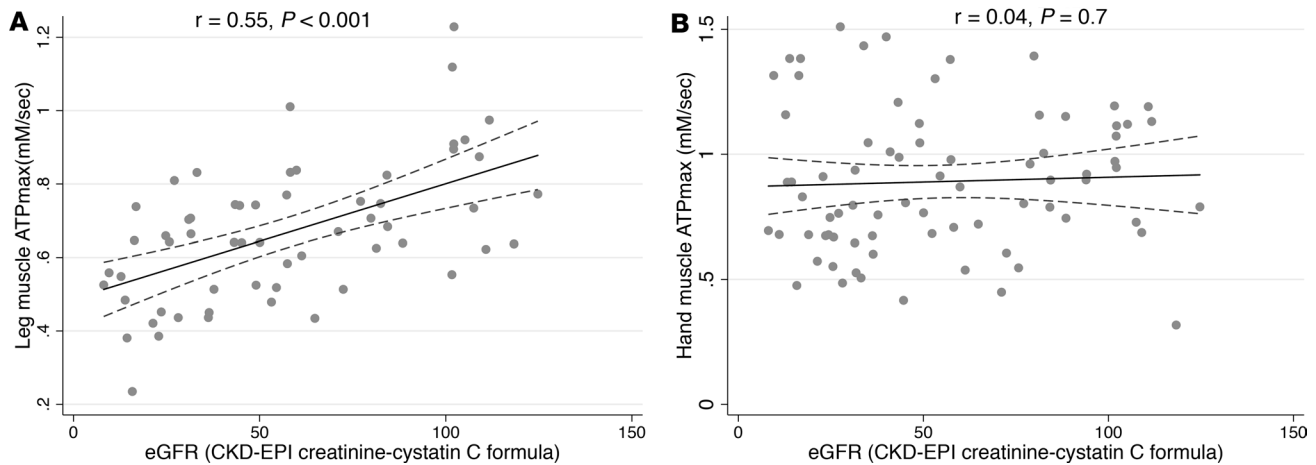 A
r = 0.55, P < 0.001
Leg muscle ATPmax(mM/sec)
1.2
1
.8
.6
.4
.2
0
50
100
150
eGFR (CKD-EPI creatinine-cystatin C formula)
B
r = 0.04, P = 0.7
Hand muscle ATPmax (mM/sec)
1.5
1
.5
0
0
50
100
150
eGFR (CKD-EPI creatinine-cystatin C formula)